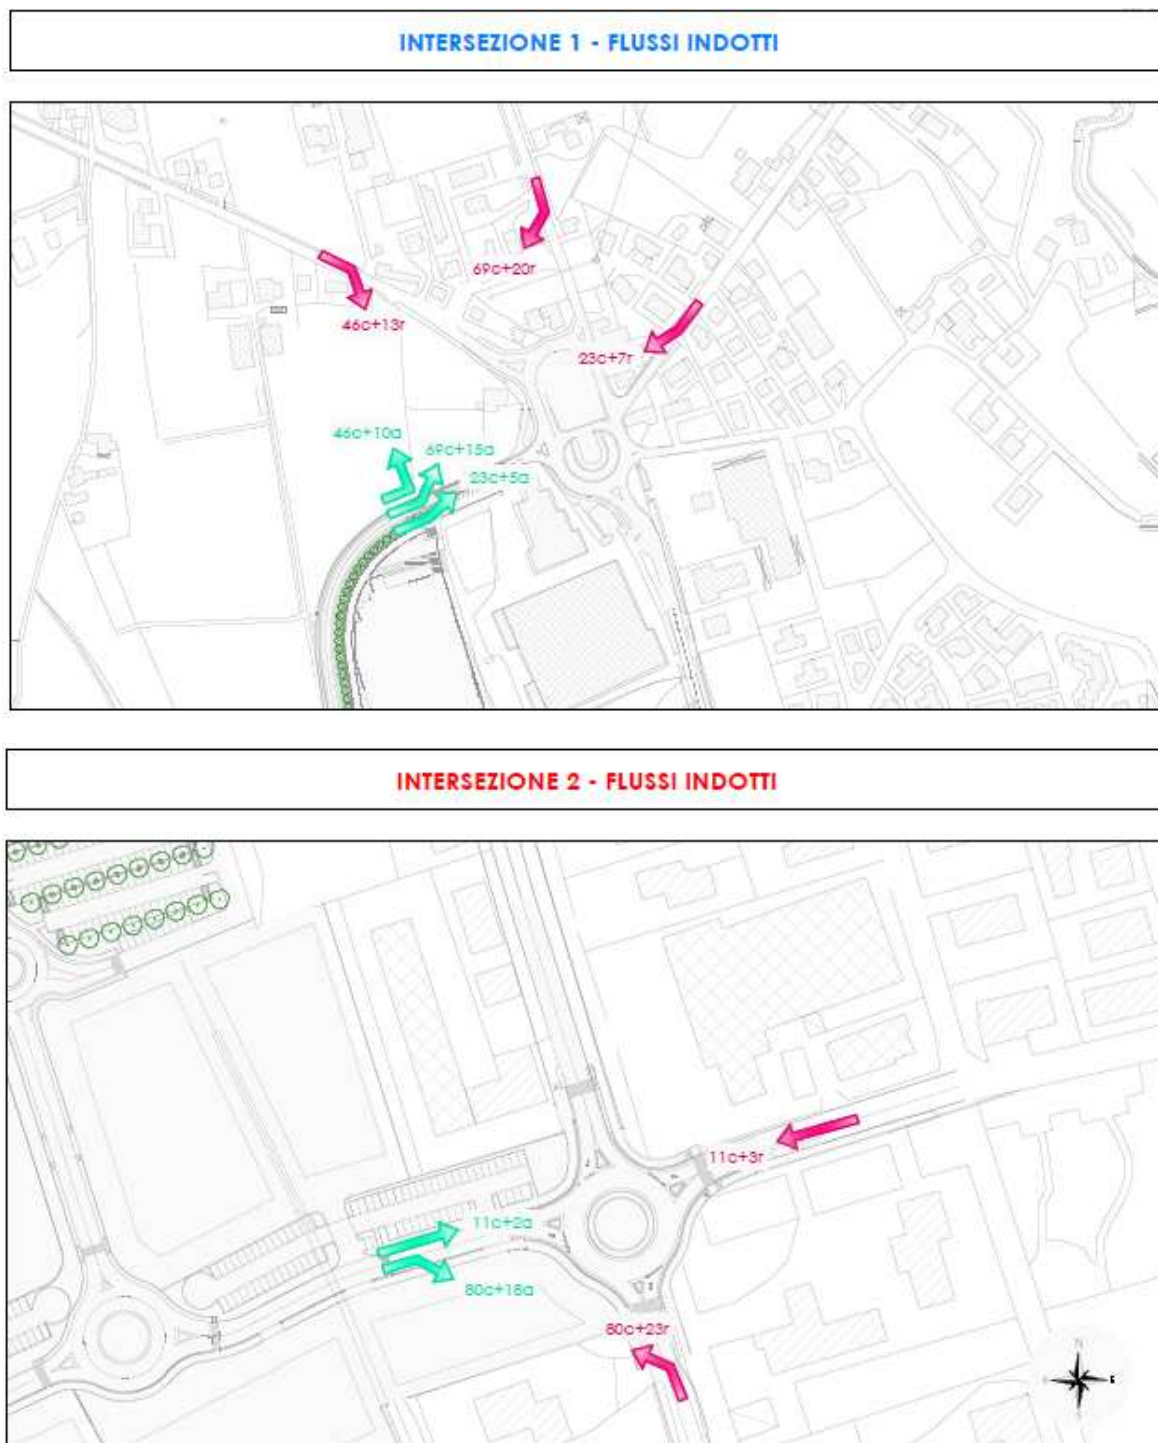 INTERSEZIONE 1 - FLUSSI INDOTTI
69c+20r
46c+13r
23c+7r
46c+10a
69c+15a
23c+5a
INTERSEZIONE 2 - FLUSSI INDOTTI
11c+3r
11c+2a
80c+18a
80c+23r
N